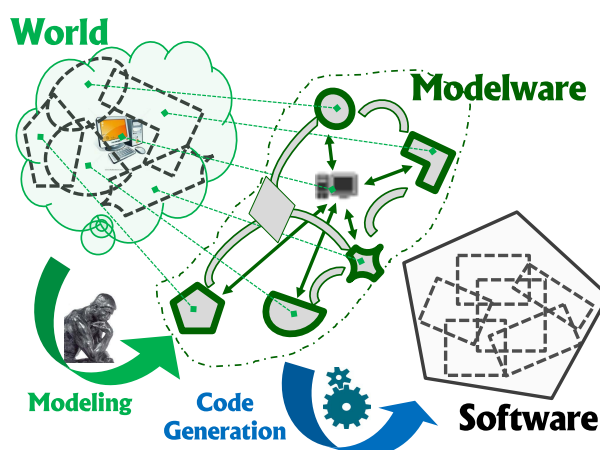 World
Modelware
Modeling
Code
Generation
Software